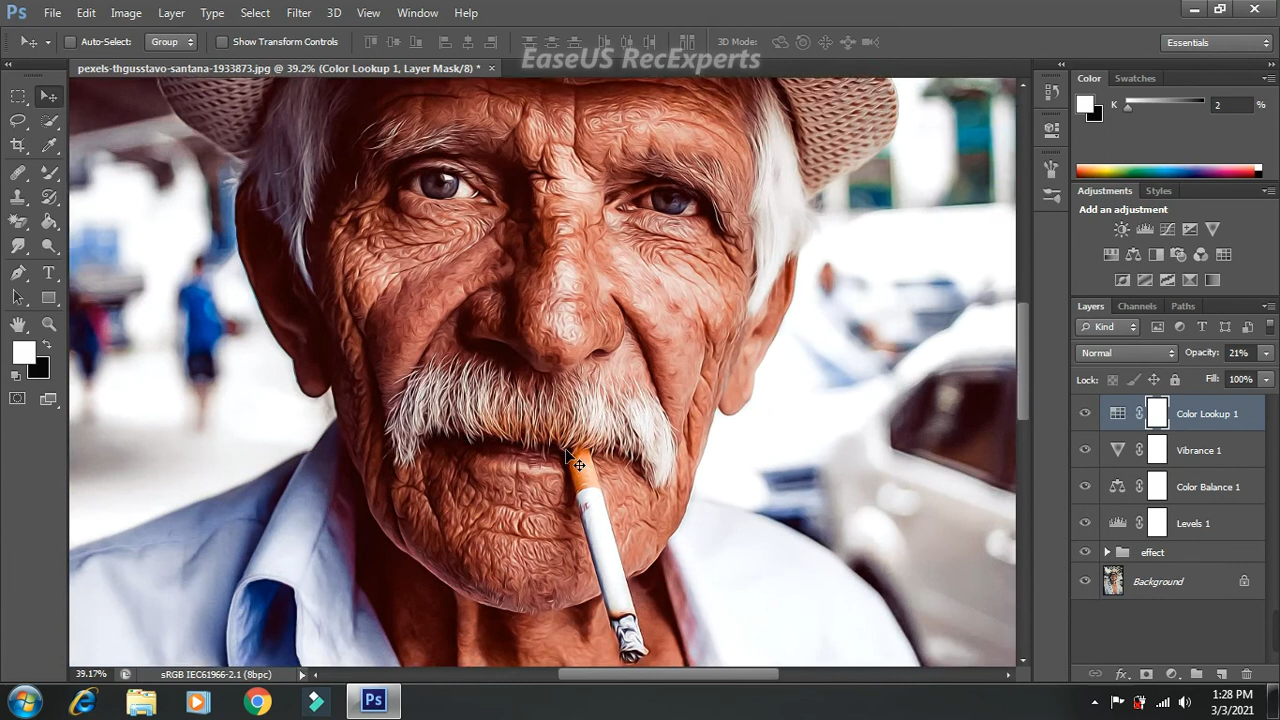 Ps File Edit Image Layer Type Select Filter 3D View Window Help
Auto-Select: Group Show Transform Controls 3D Mode: Essentials
EaseUS RecExperts
pexels-thgusstavo-santana-1933873.jpg @ 39.2% (Color Lookup 1, Layer Mask/8) *
Color Swatches
K 2 %
Adjustments Styles
Add an adjustment
Layers Channels Paths
Kind
Normal Opacity: 21%
Lock: Fill: 100%
Color Lookup 1
Vibrance 1
Color Balance 1
Levels 1
effect
Background
39.17% sRGB IEC61966-2.1 (8bpc)
Ps
1:28 PM
3/3/2021